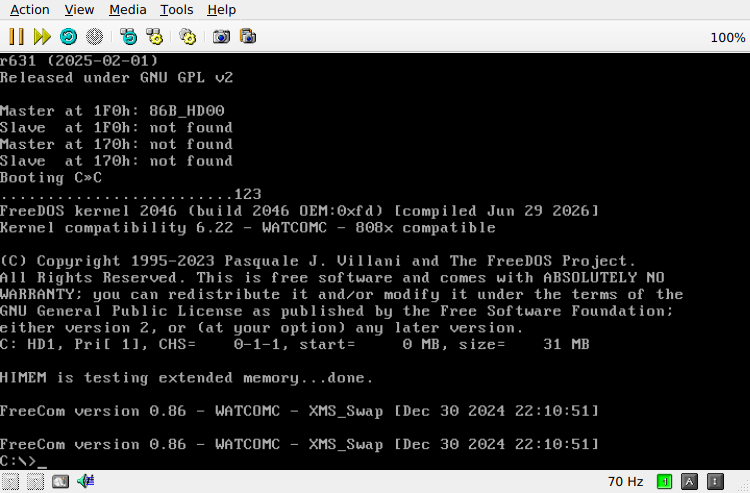 Action View Media Tools Help
100%
r631 (2025-02-01)
Released under GNU GPL v2
Master at 1F0h: 86B_HD00
Slave  at 1F0h: not found
Master at 170h: not found
Slave  at 170h: not found
Booting C»C
........................123
FreeDOS kernel 2046 (build 2046 OEM:0xfd) [compiled Jun 29 2026]
Kernel compatibility 6.22 - WATCOMC - 808x compatible
(C) Copyright 1995-2023 Pasquale J. Villani and The FreeDOS Project.
All Rights Reserved. This is free software and comes with ABSOLUTELY NO
WARRANTY; you can redistribute it and/or modify it under the terms of the
GNU General Public License as published by the Free Software Foundation;
either version 2, or (at your option) any later version.
C: HD1, Pri[ 1], CHS=    0-1-1, start=     0 MB, size=    31 MB
HIMEM is testing extended memory...done.
FreeCom version 0.86 - WATCOMC - XMS_Swap [Dec 30 2024 22:10:51]
FreeCom version 0.86 - WATCOMC - XMS_Swap [Dec 30 2024 22:10:51]
C:\>_
70 Hz A